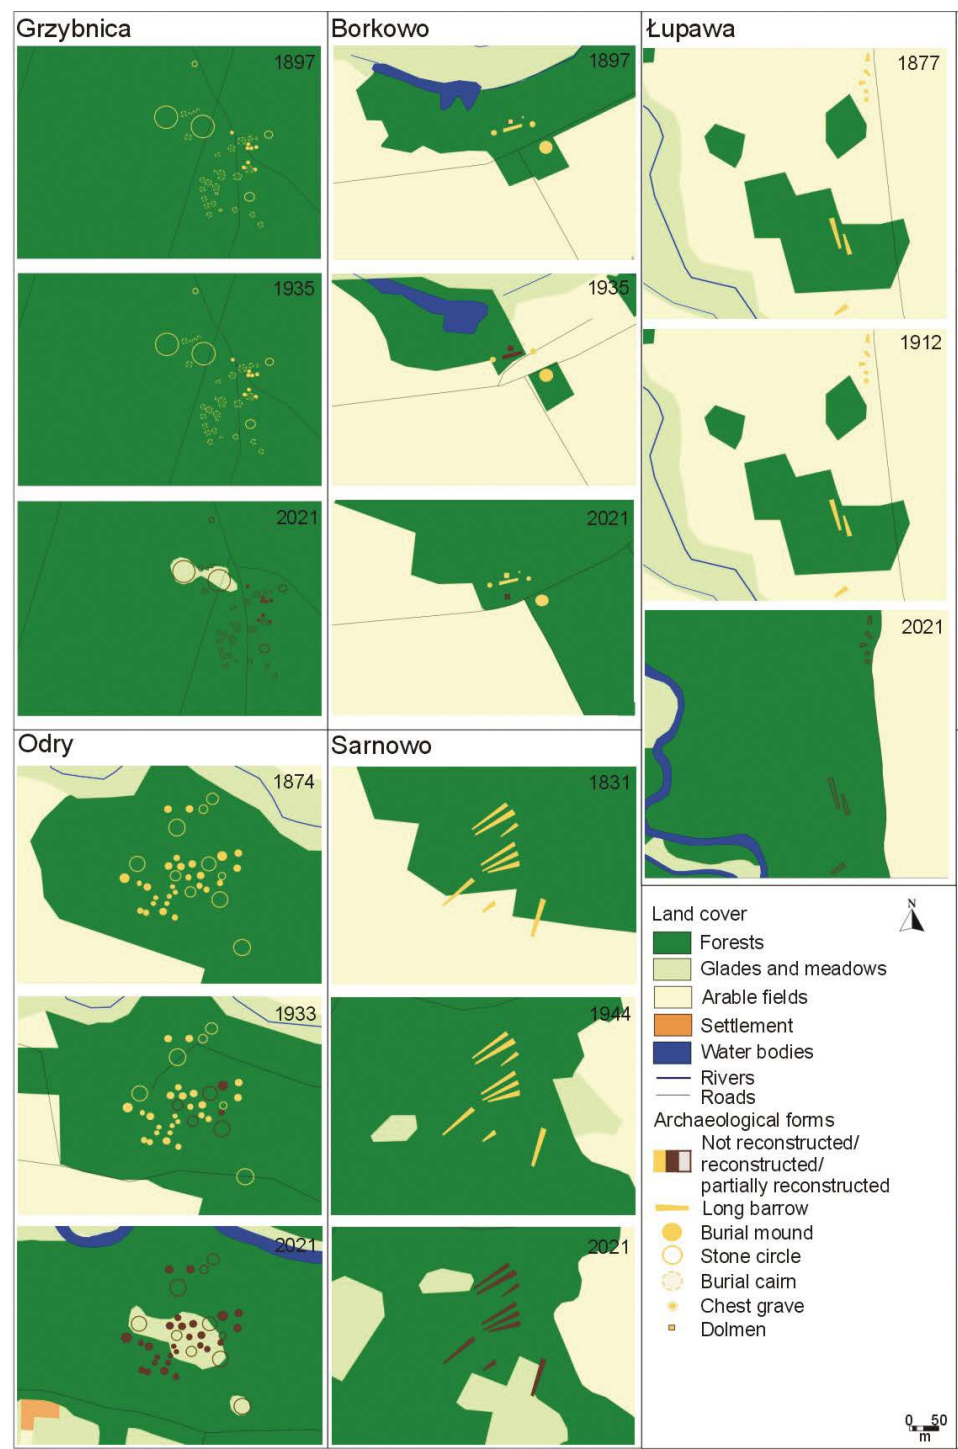 Grzybnica
1897
1935
2021
Borkowo
1897
1935
2021
Łupawa
1877
1912
2021
Odry
1874
1933
2021
Sarnowo
1831
1944
2021
Land cover
N
Forests
Glades and meadows
Arable fields
Settlement
Water bodies
Rivers
Roads
Archaeological forms
Not reconstructed/
reconstructed/
partially reconstructed
Long barrow
Burial mound
Stone circle
Burial cairn
Chest grave
Dolmen
0 50
m